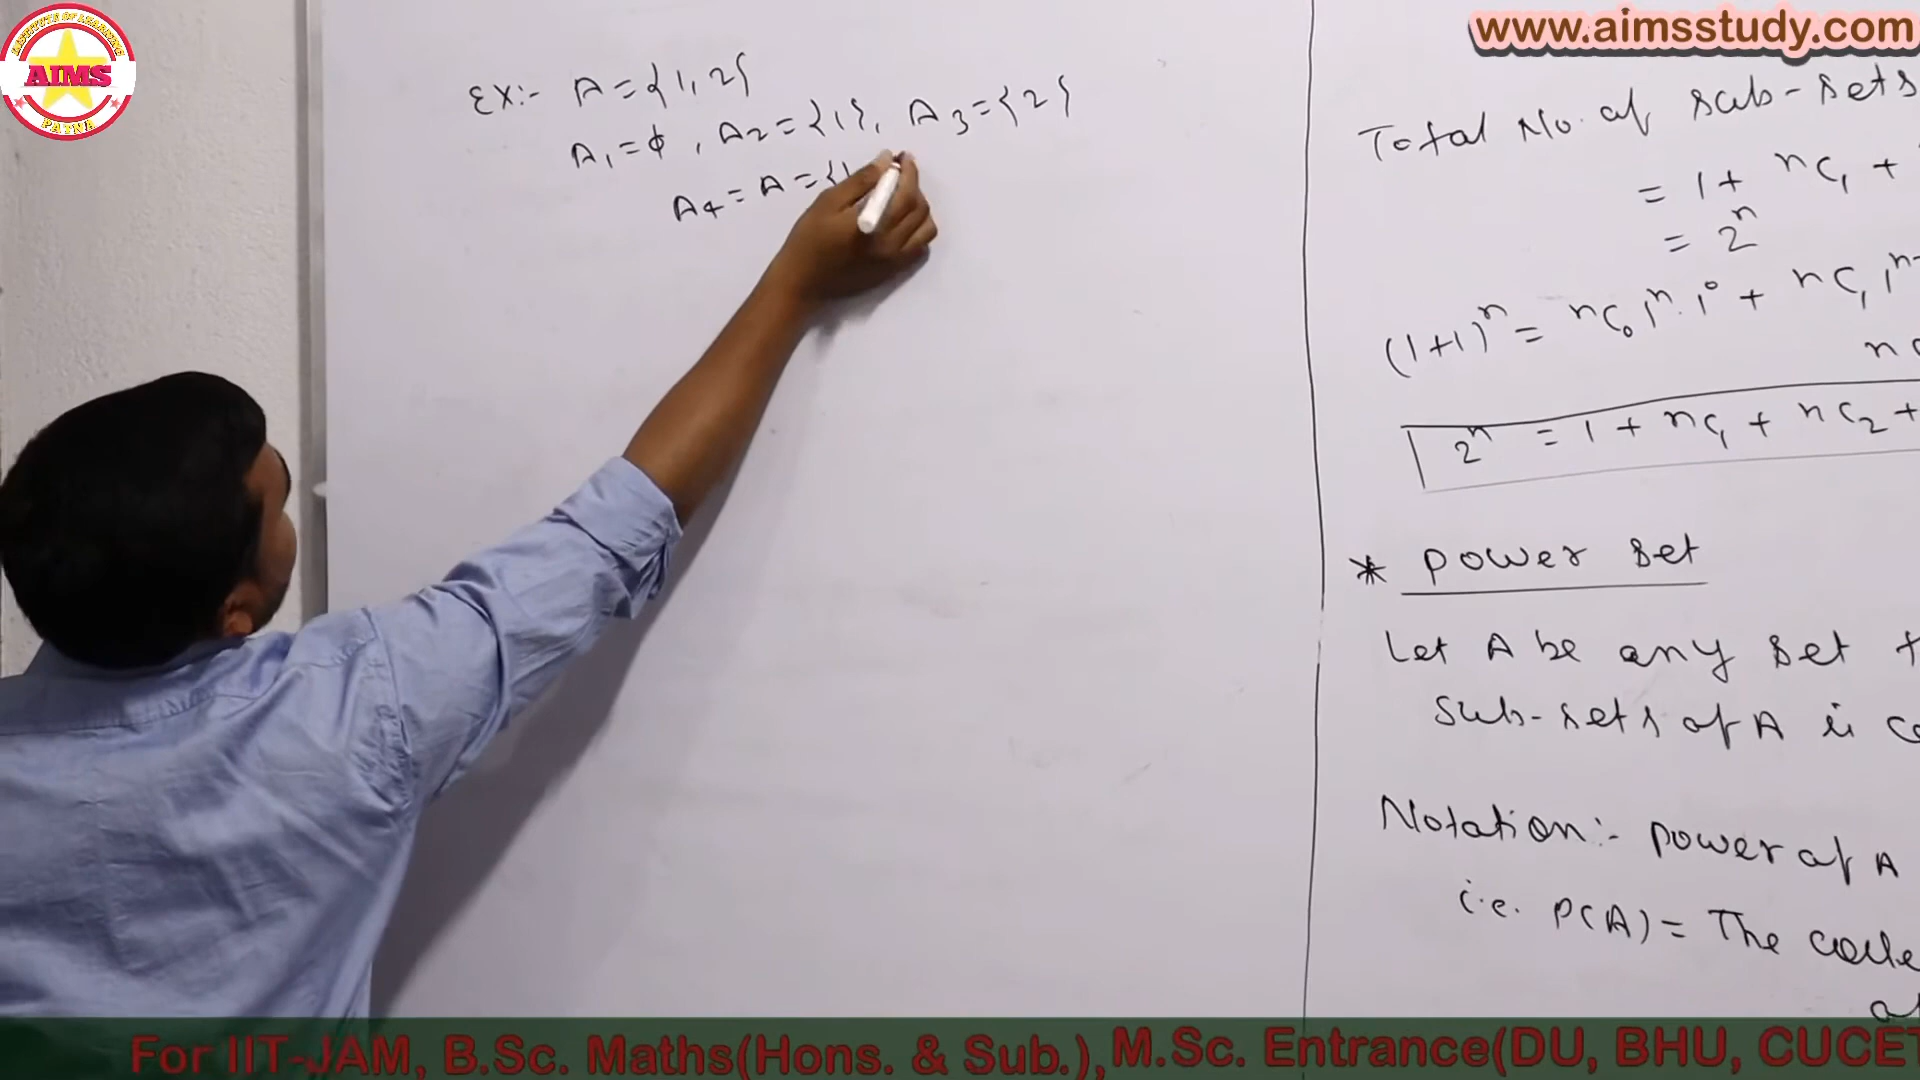 INSTITUTE OF LEARNING
AIMS
PATNA
www.aimsstudy.com
EX:- A = {1, 2}
A1 = ϕ , A2 = {1}, A3 = {2}
A4 = A = {1
Total No. of sub-sets
= 1 + nC1 +
= 2^n
(1+1)^n = nC0 1^n . 1^0 + nC1 1^n-
n
2^n = 1 + nC1 + nC2 +
* Power set
Let A be any set
sub-sets of A is
Notation:- Power of A
i.e. P(A) = The colle
For IIT-JAM, B.Sc. Maths(Hons. & Sub.), M.Sc. Entrance(DU, BHU, CUCET